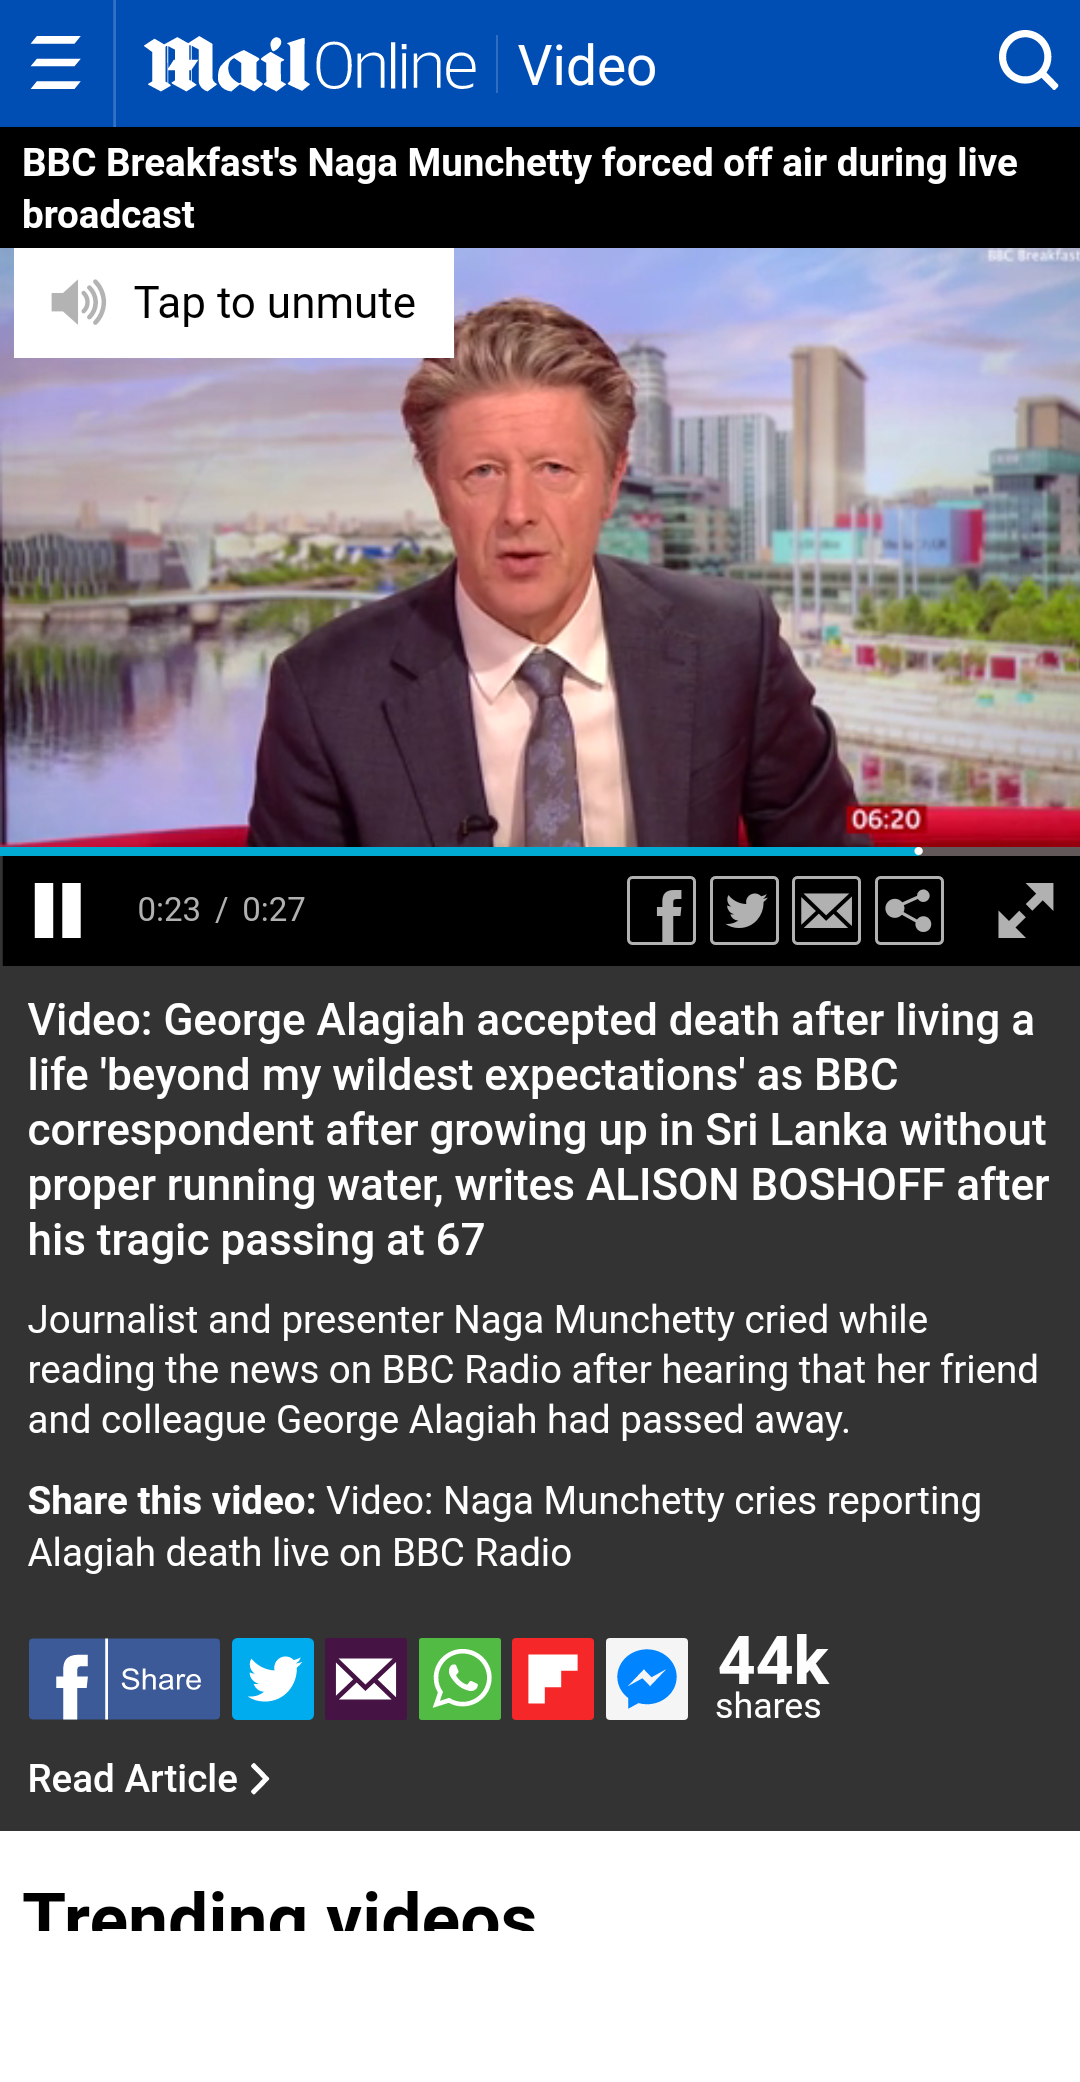 Mail Online Video
BBC Breakfast's Naga Munchetty forced off air during live
broadcast
BBC Breakfast
Tap to unmute
06:20
0:23 / 0:27
Video: George Alagiah accepted death after living a
life 'beyond my wildest expectations' as BBC
correspondent after growing up in Sri Lanka without
proper running water, writes ALISON BOSHOFF after
his tragic passing at 67
Journalist and presenter Naga Munchetty cried while
reading the news on BBC Radio after hearing that her friend
and colleague George Alagiah had passed away.
Share this video: Video: Naga Munchetty cries reporting
Alagiah death live on BBC Radio
Share
44k
shares
Read Article
Trending videos